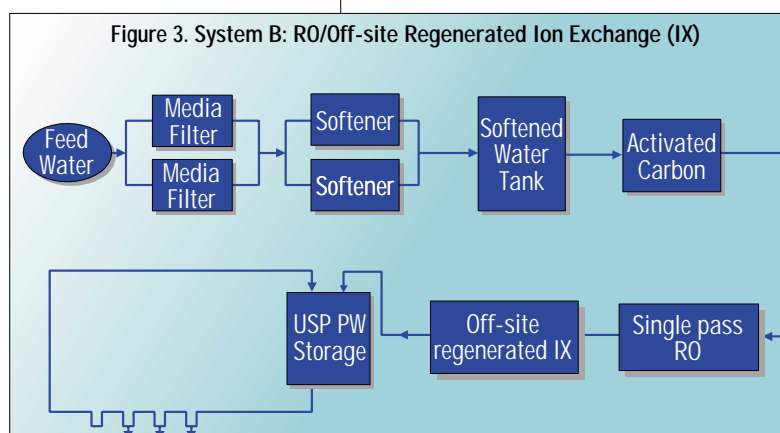 Figure 3. System B: RO/Off-site Regenerated Ion Exchange (IX)
Feed
Water
Media
Filter
Media
Filter
Softener
Softener
Softened
Water
Tank
Activated
Carbon
USP PW
Storage
Off-site
regenerated IX
Single pass
RO